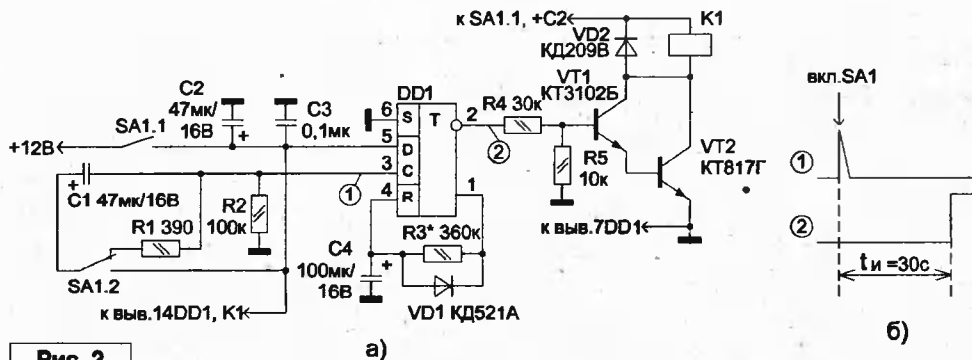 к SA1.1, +C2
K1
VD2
КД209В
вкл.SA1
VT1
КТ3102Б
C2
47мк/
16В
C3
0,1мк
DD1
R4 30к
SA1.1
+12В
6
S
T
2
5
D
3
C
4
R
1
②
R5
10к
VT2
КТ817Г
①
①
C1 47мк/16В
R2
100к
R1 390
SA1.2
C4
100мк/
16В
R3* 360к
к выв.7DD1
②
tи =30с
VD1 КД521А
к выв.14DD1, K1
Рис. 2
а)
б)